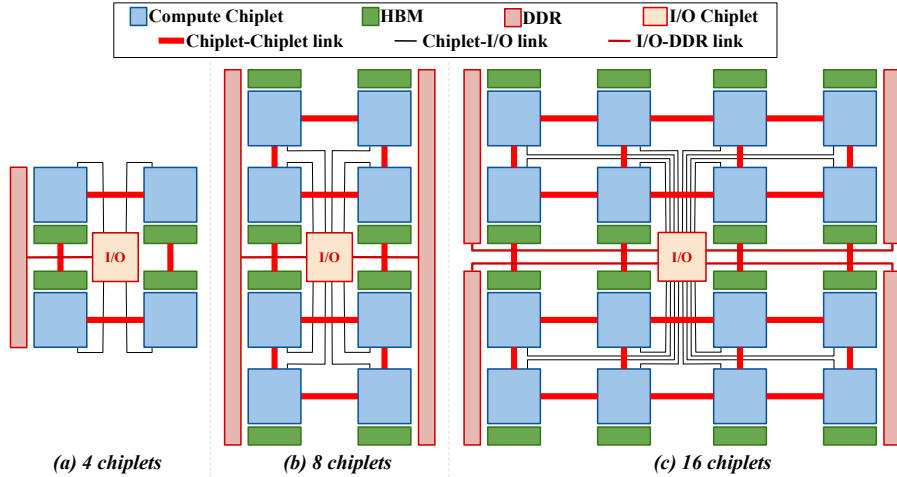 Compute Chiplet HBM DDR I/O Chiplet
Chiplet-Chiplet link Chiplet-I/O link I/O-DDR link
I/O I/O I/O
(a) 4 chiplets (b) 8 chiplets (c) 16 chiplets